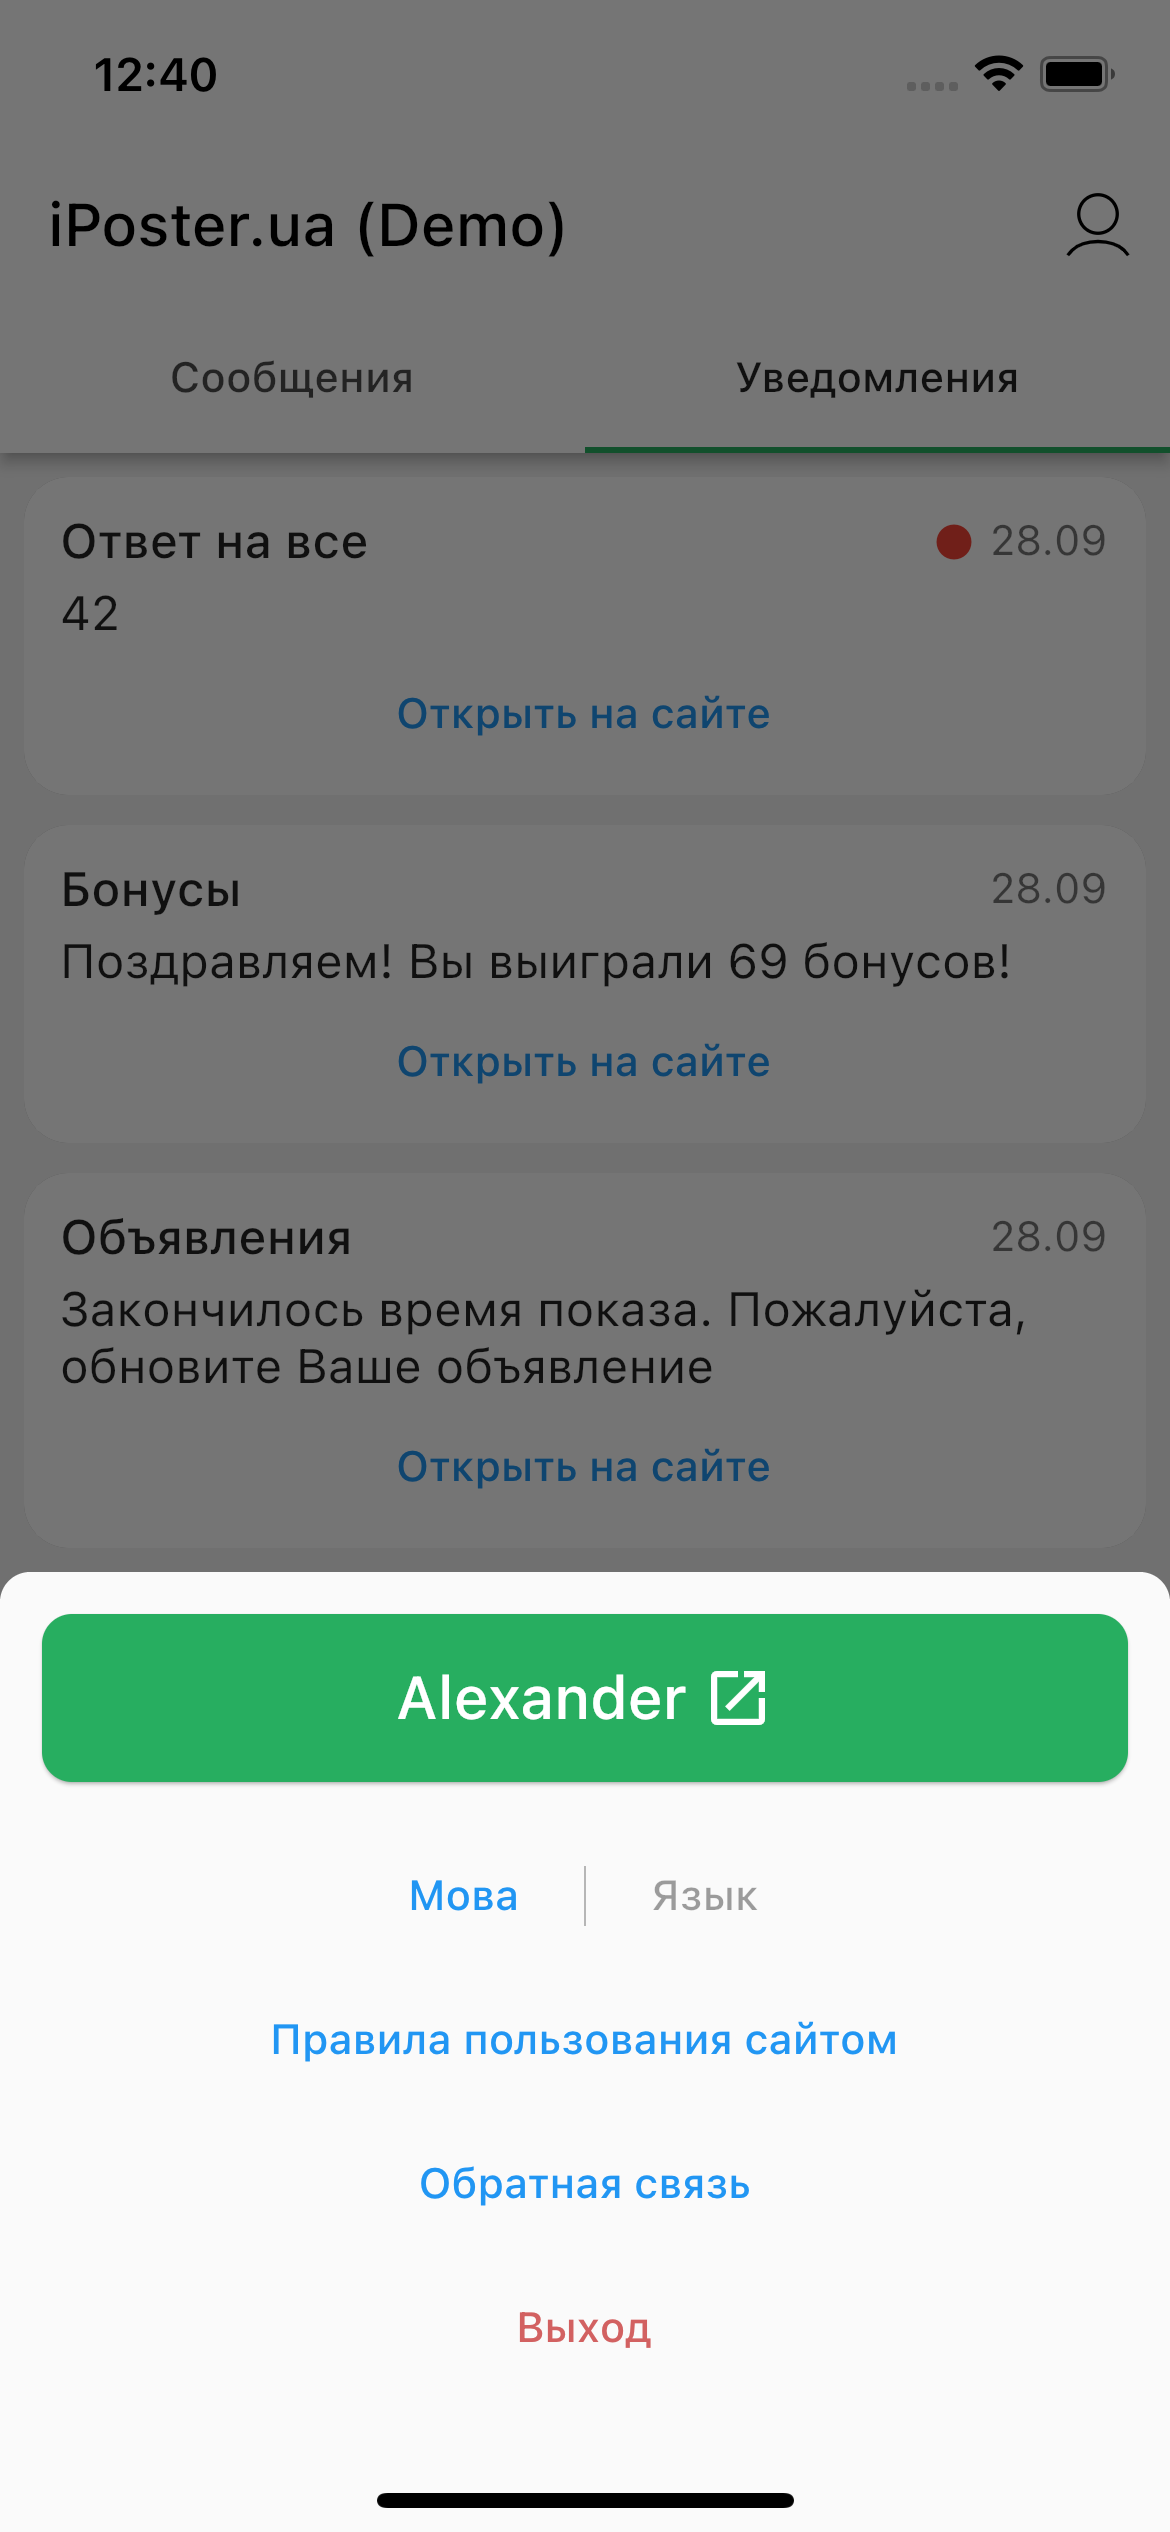 12:40
iPoster.ua (Demo)
Сообщения
Уведомления
Ответ на все
28.09
42
Открыть на сайте
Бонусы
28.09
Поздравляем! Вы выиграли 69 бонусов!
Открыть на сайте
Объявления
28.09
Закончилось время показа. Пожалуйста,
обновите Ваше объявление
Открыть на сайте
Alexander
Мова
Язык
Правила пользования сайтом
Обратная связь
Выход